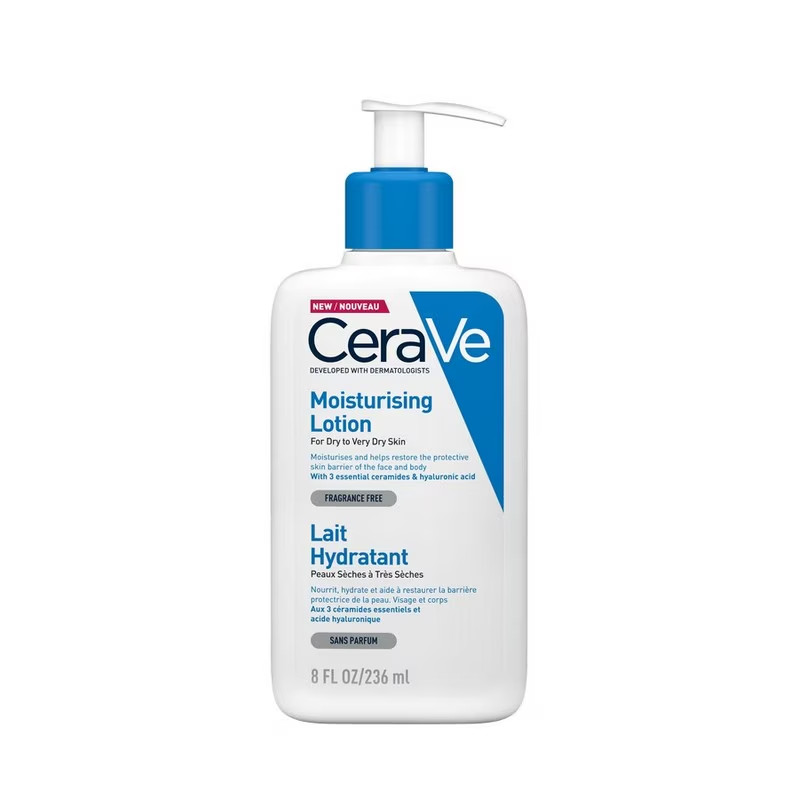 NEW / NOUVEAU
CeraVe
DEVELOPED WITH DERMATOLOGISTS
Moisturising
Lotion
For Dry to Very Dry Skin
Moisturises and helps restore the protective
skin barrier of the face and body
With 3 essential ceramides & hyaluronic acid
FRAGRANCE FREE
Lait
Hydratant
Peaux Sèches à Très Sèches
Nourrit, hydrate et aide à restaurer la barrière
protectrice de la peau. Visage et corps
Aux 3 céramides essentiels et
acide hyaluronique
SANS PARFUM
8 FL OZ/236 ml